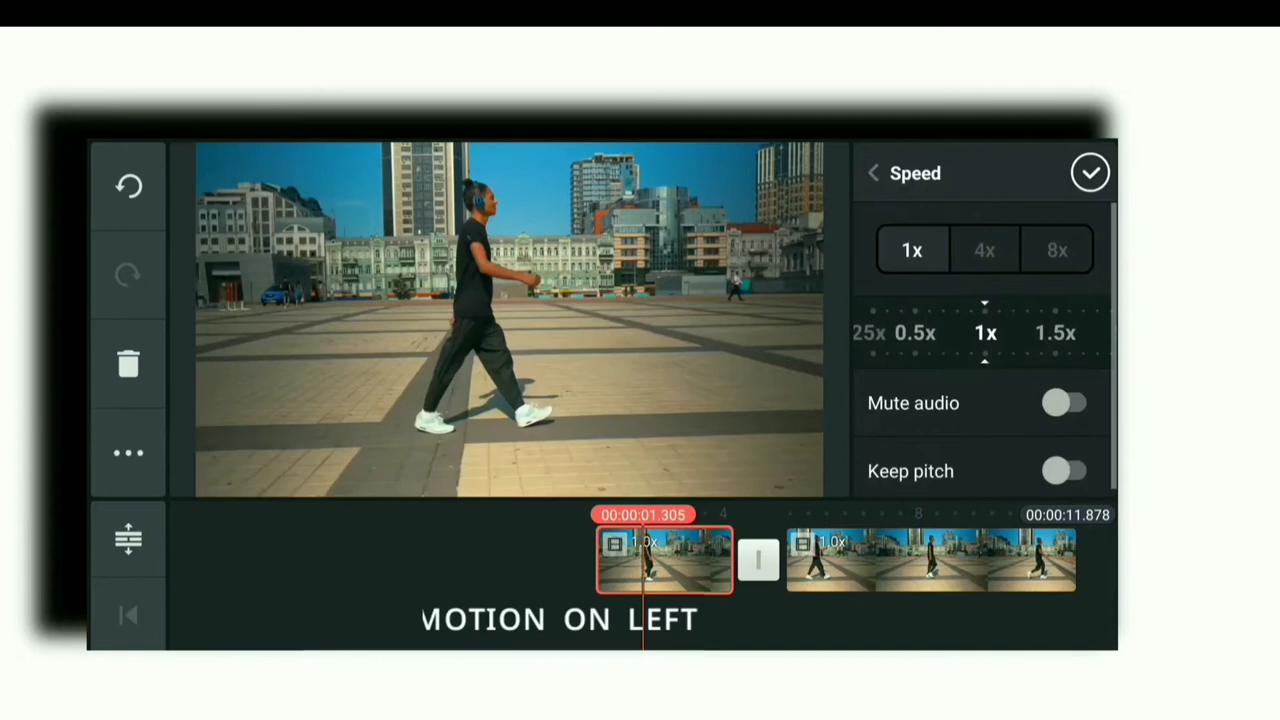 Speed
1x 4x 8x
25x 0.5x 1x 1.5x
Mute audio
Keep pitch
00:00:01.305 4 8 00:00:11.878
1.0x 1.0x
MOTION ON LEFT